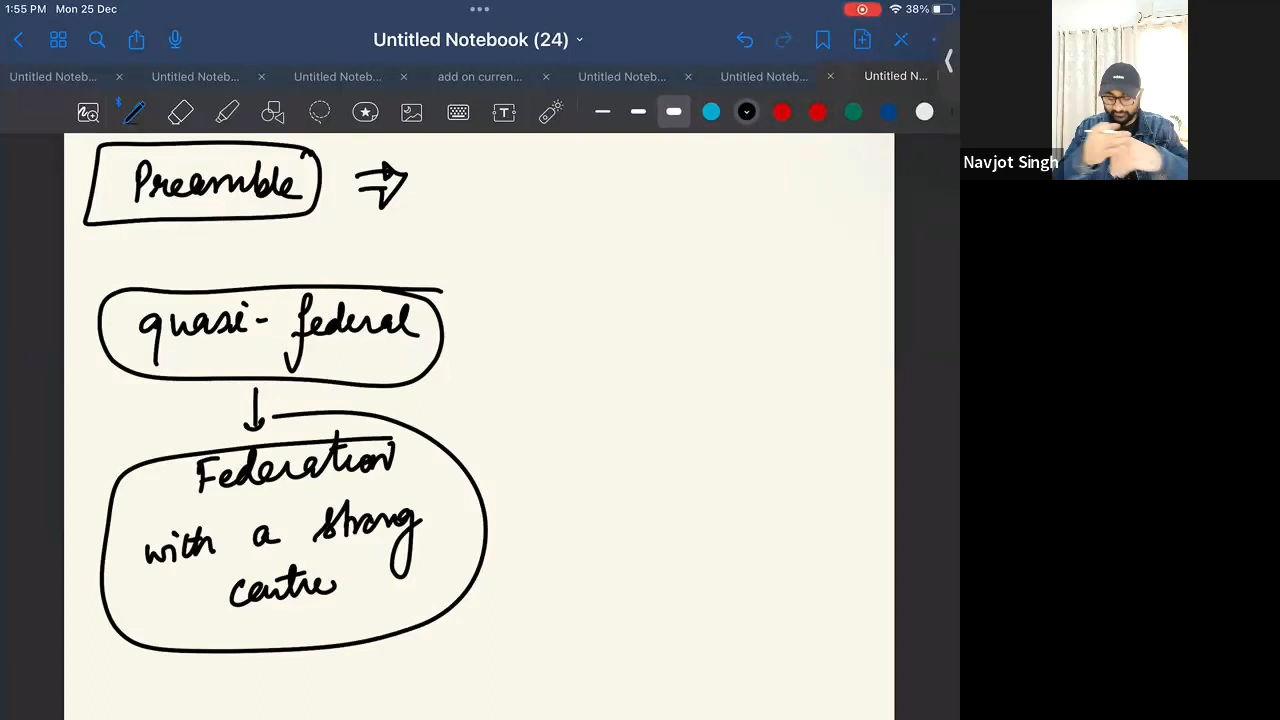 1:55 PM Mon 25 Dec
38%
Untitled Notebook (24)
Untitled Noteb...
Untitled Noteb...
Untitled Noteb...
add on curren...
Untitled Noteb...
Untitled Noteb...
Untitled N...
T
Navjot Singh
Preamble
quasi-federal
Federation
with a strong
centre